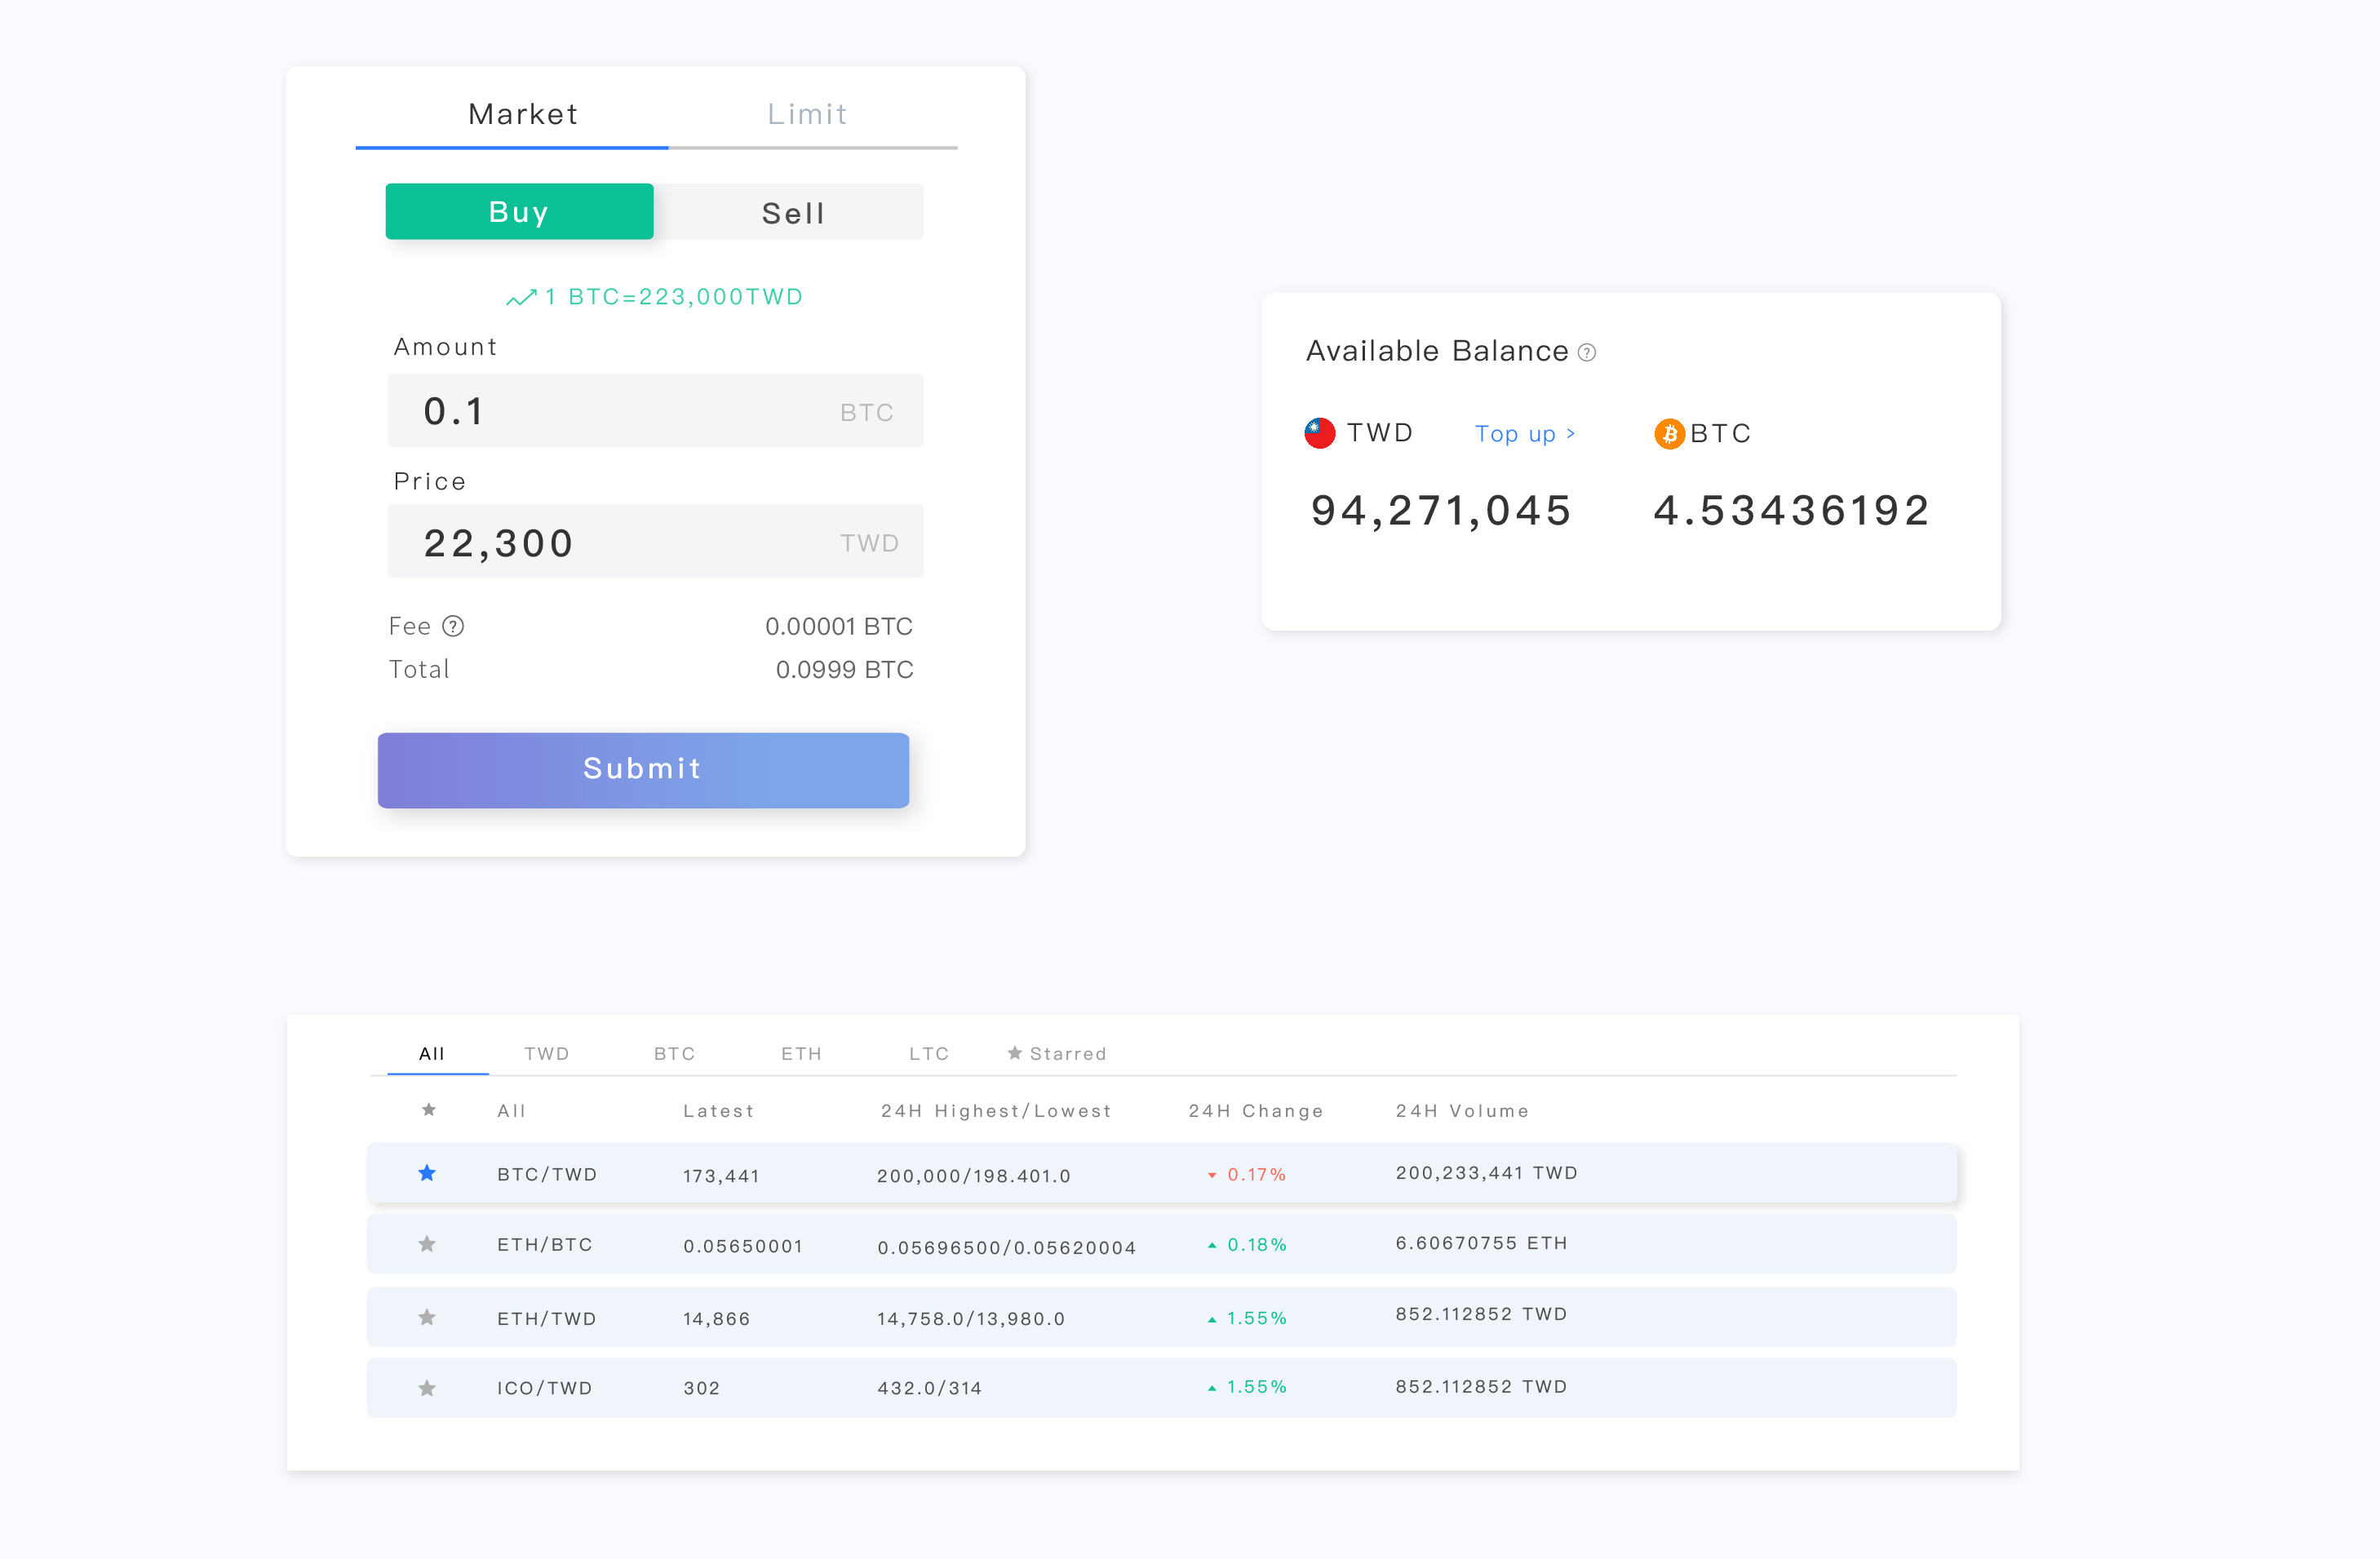 Market Limit
Buy Sell
1 BTC=223,000TWD
Amount
0.1 BTC
Price
22,300 TWD
Fee ? 0.00001 BTC
Total 0.0999 BTC
Submit
Available Balance ?
TWD Top up > BTC
94,271,045 4.53436192
All TWD BTC ETH LTC Starred
All Latest 24H Highest/Lowest 24H Change 24H Volume
BTC/TWD 173,441 200,000/198.401.0 0.17% 200,233,441 TWD
ETH/BTC 0.05650001 0.05696500/0.05620004 0.18% 6.60670755 ETH
ETH/TWD 14,866 14,758.0/13,980.0 1.55% 852.112852 TWD
ICO/TWD 302 432.0/314 1.55% 852.112852 TWD